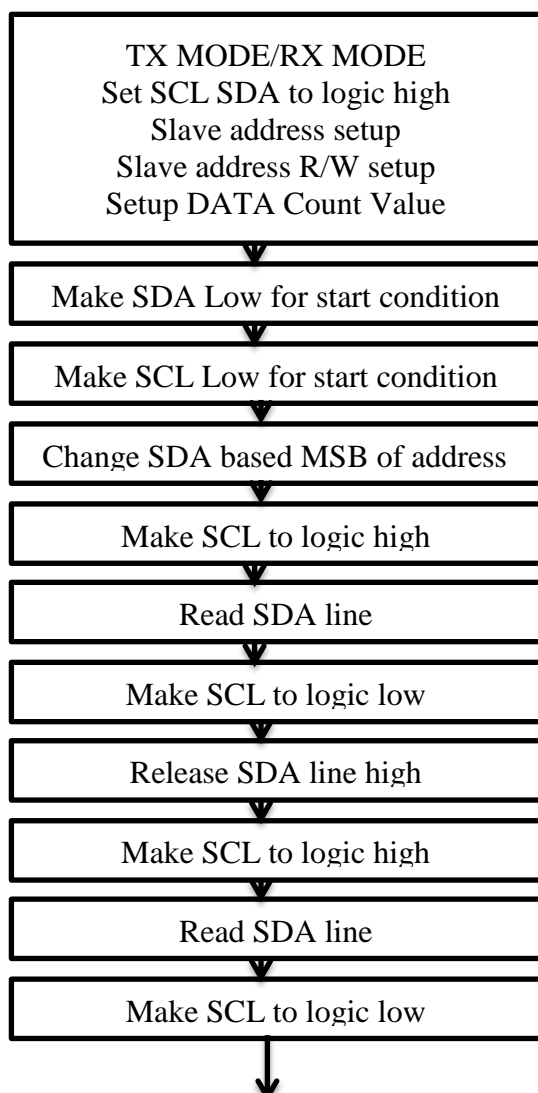 TX MODE/RX MODE
Set SCL SDA to logic high
Slave address setup
Slave address R/W setup
Setup DATA Count Value
Make SDA Low for start condition
Make SCL Low for start condition
Change SDA based MSB of address
Make SCL to logic high
Read SDA line
Make SCL to logic low
Release SDA line high
Make SCL to logic high
Read SDA line
Make SCL to logic low